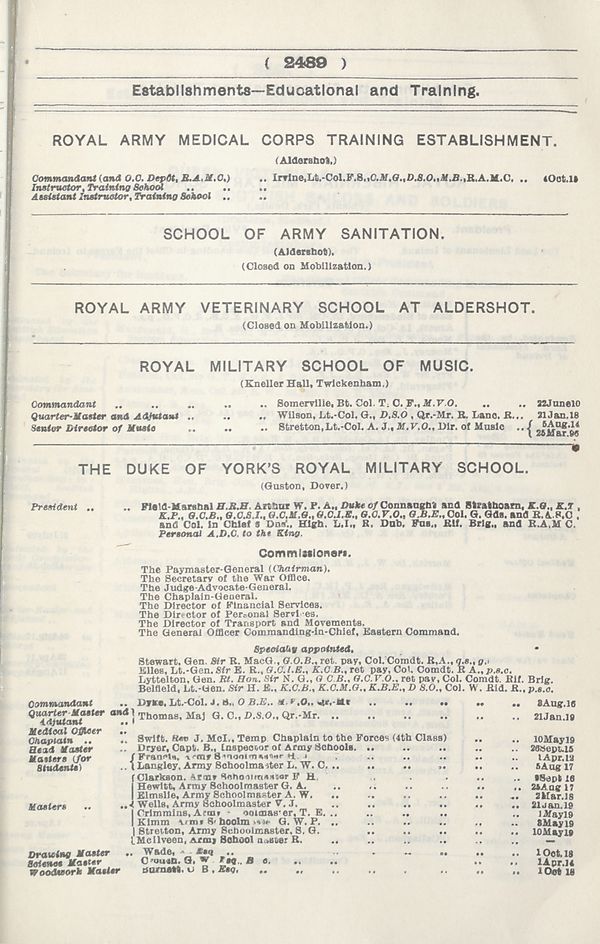 ( 2489 )
Establishments—Educational and Training.
ROYAL ARMY MEDICAL CORPS TRAINING ESTABLISHMENT.
(Aldershot.)
Commandant (and O.C. Depôt, R.A.M.C.) .. Irvine, Lt.-Col. F.S., C.M.G., D.S.O., M.B., R.A.M.C. .. 4Oct.15
Instructor, Training School .. .. ..
Assistant Instructor, Training School .. ..
SCHOOL OF ARMY SANITATION.
(Aldershot).
(Closed on Mobilization.)
ROYAL ARMY VETERINARY SCHOOL AT ALDERSHOT.
(Closed on Mobilization.)
ROYAL MILITARY SCHOOL OF MUSIC.
(Kneller Hall, Twickenham.)
Commandant .. .. .. .. .. Somerville, Bt. Col. T. C. F., M.V.O. .. .. 22June10
Quarter-Master and Adjutant .. .. .. Wilson, Lt.-Col. G., D.S.O, Qr.-Mr. R. Lanc. R... 21Jan.18
Senior Director of Music .. .. .. Stretton, Lt.-Col. A. J., M.V.O., Dir. of Music .. { 5Aug.14
25Mar.96
THE DUKE OF YORK'S ROYAL MILITARY SCHOOL.
(Guston, Dover.)
President .. .. Field-Marshal H.R.H. Arthur W. P. A., Duke of Connaught and Strathearn, K.G., K.T.,
K.P., G.C.B., G.C.S.I., G.C.M.G., G.C.I.E., G.C.V.O., G.B.E., Col. G. Gds. and R.A.S.C.
and Col. in Chief 6 Dns., High. L.I., R. Dub. Fus., Rif. Brig., and R.A.M C.
Personal A.D.C. to the King.
Commissioners.
The Paymaster-General (Chairman).
The Secretary of the War Office.
The Judge-Advocate-General.
The Chaplain-General.
The Director of Financial Services.
The Director of Personal Services.
The Director of Transport and Movements.
The General Officer Commanding-in-Chief, Eastern Command.
Specially appointed.
Stewart, Gen. Sir R. MacG., G.C.B., ret. pay, Col. Comdt. R.A., q.s., g.
Elles, Lt.-Gen. Sir E. R., G.C.I.E., K.C.B., ret pay, Col. Comdt. R A., p.s.c.
Lyttelton, Gen. Rt. Hon. Sir N. G., G C.B., G.C.V.O., ret pay, Col. Comdt. Rif. Brig.
Belfield, Lt.-Gen. Sir H. E., K.C.B., K.C.M.G., K.B.E., D S.O., Col. W. Rid. R., p.s.c.
Commandant .. .. Dyke, Lt.-Col. J. S., O B.E., M.V.O., Qr.-Mr .. .. .. .. 8Aug.16
Quarter-Master and Adjutant } Thomas, Maj G. C., D.S.O., Qr.-Mr. .. .. .. .. .. 21Jan.19
Medical Officer ..
Chaplain .. .. .. Swift. Rev J. McI., Temp Chaplain to the Forces (4th Class) .. 10May19
Head Master .. .. Dryer, Capt. B., Inspector of Army Schools. .. .. .. .. 26Sept.15
Masters (for Students) .. { Francis, Army Schoolmaster H. .. .. .. .. 1Apr.12
Langley, Army Schoolmaster L. W. C. .. .. .. .. .. 5Aug 17
Masters .. .. { Clarkson, Army Schoolmaster F H. .. .. .. 9Sept 16
Hewitt, Army Schoolmaster G. A. .. .. .. .. 25Aug 17
Elmslie, Army Schoolmaster A. W. .. .. .. .. 2Mar.18
Wells, Army Schoolmaster V. J. .. .. .. .. 21Jan.19
Crimmins, Army Schoolmaster, T. E. .. .. .. .. 1May19
Kimm Army Schoolmaster G. W. P. .. .. .. .. 8May19
Stretton, Army Schoolmaster, S. G. .. .. .. .. 10May19
McIlveen, Army School master R. .. .. .. .. —
Drawing Master .. Wade, Esq .. .. .. .. .. 1Oct.18
Science Master G. W Esq., B .. .. .. .. 1Apr.14
Woodwork Master Burnett, B, Esq. .. .. .. .. 1Oct 18